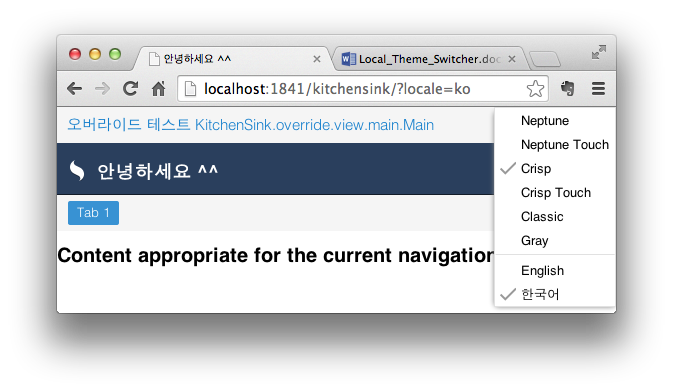 안녕하세요 ^^
Local_Theme_Switcher.doc
localhost:1841/kitchensink/?locale=ko
오버라이드 테스트 KitchenSink.override.view.main.Main
안녕하세요 ^^
Tab 1
Content appropriate for the current navigation
Neptune
Neptune Touch
Crisp
Crisp Touch
Classic
Gray
English
한국어